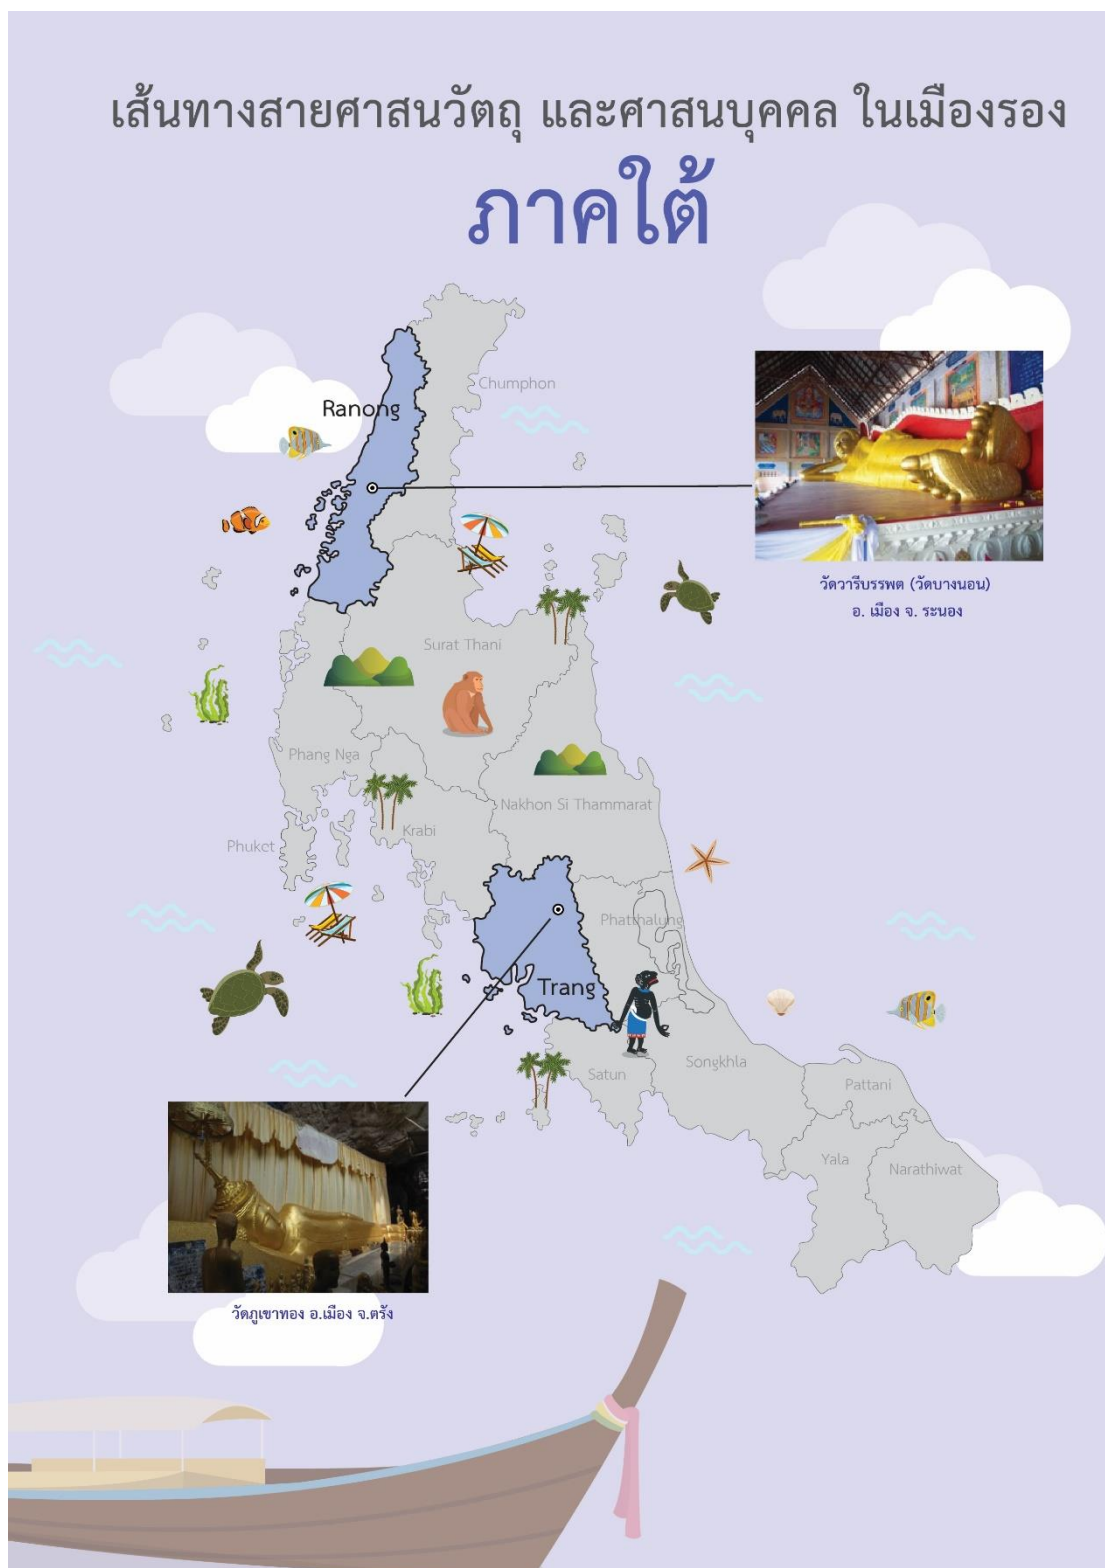 เส้นทางสายศาสนวัตถุ และศาสนบุคคล ในเมืองรอง
ภาคใต้
Chumphon
Ranong
วัดวารีบรรพต (วัดบางนอน)
อ. เมือง จ. ระนอง
Surat Thani
Phang Nga
Nakhon Si Thammarat
Krabi
Phuket
Phatthalung
Trang
Songkhla
Satun
Pattani
Yala
Narathiwat
วัดภูเขาทอง อ.เมือง จ.ตรัง